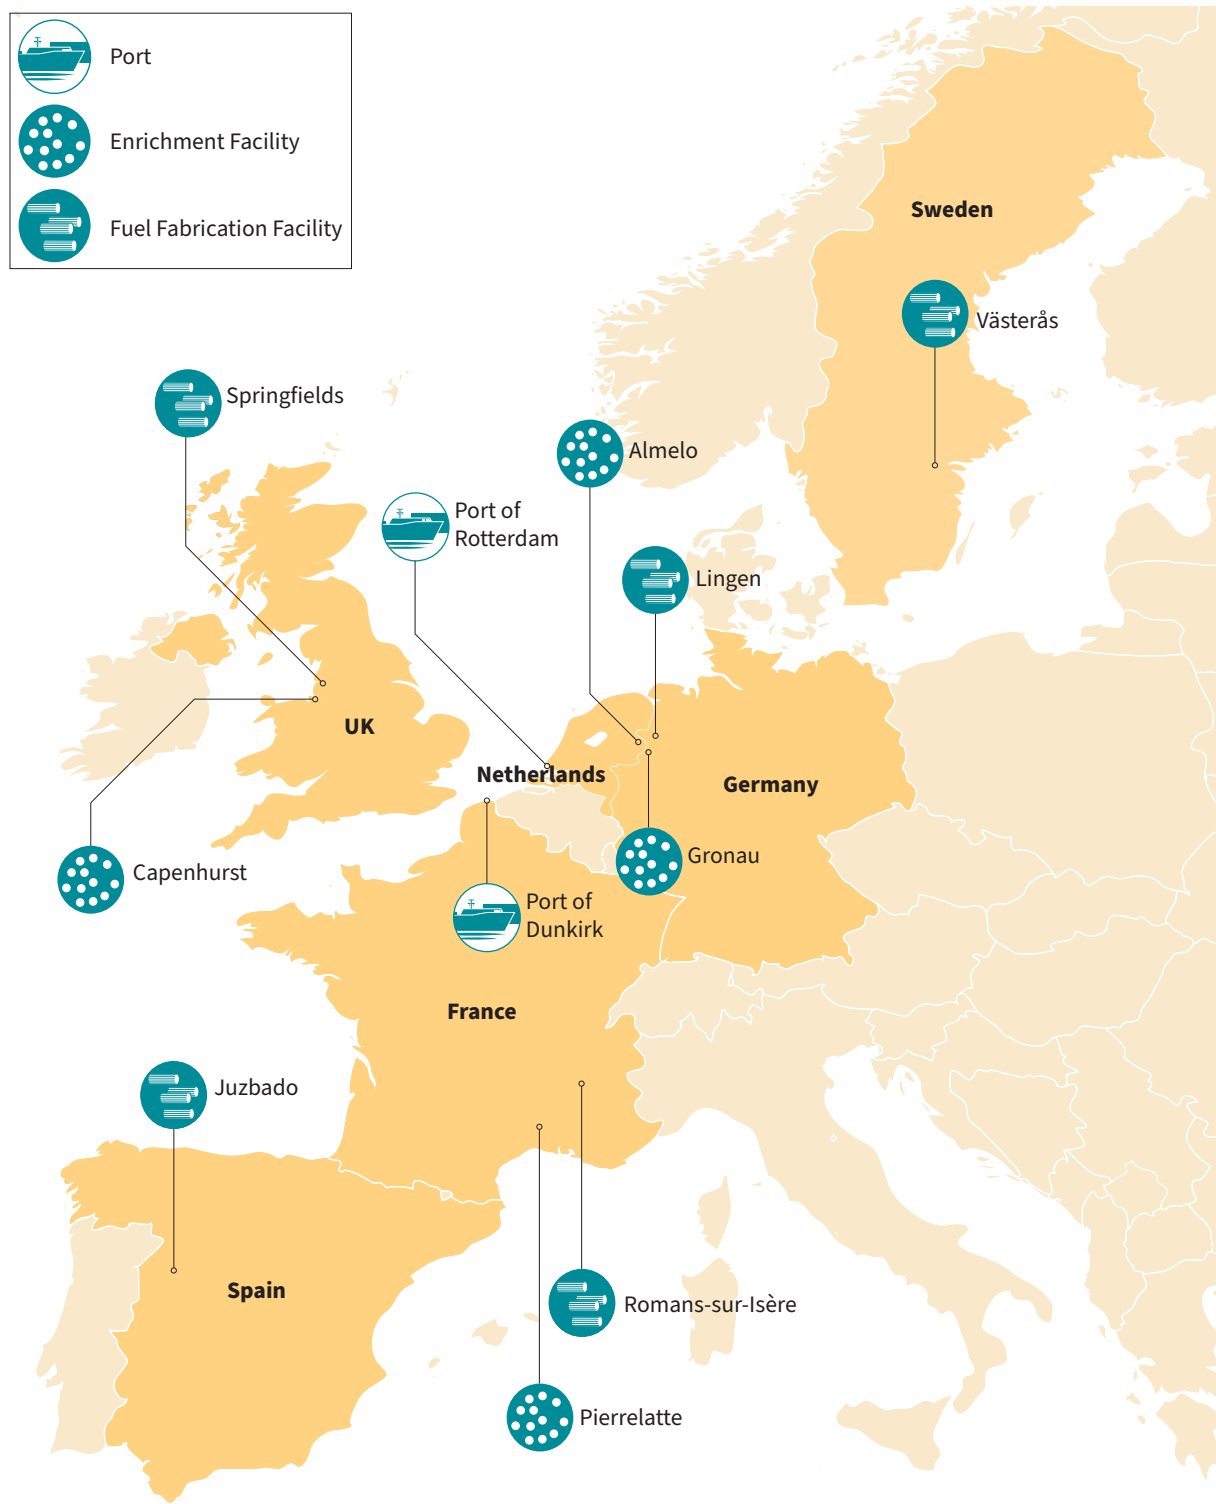 Port
Enrichment Facility
Fuel Fabrication Facility
Sweden
Västerås
Springfields
Almelo
Port of
Rotterdam
Lingen
UK
Netherlands
Germany
Gronau
Capenhurst
Port of
Dunkirk
France
Juzbado
Spain
Romans-sur-Isère
Pierrelatte